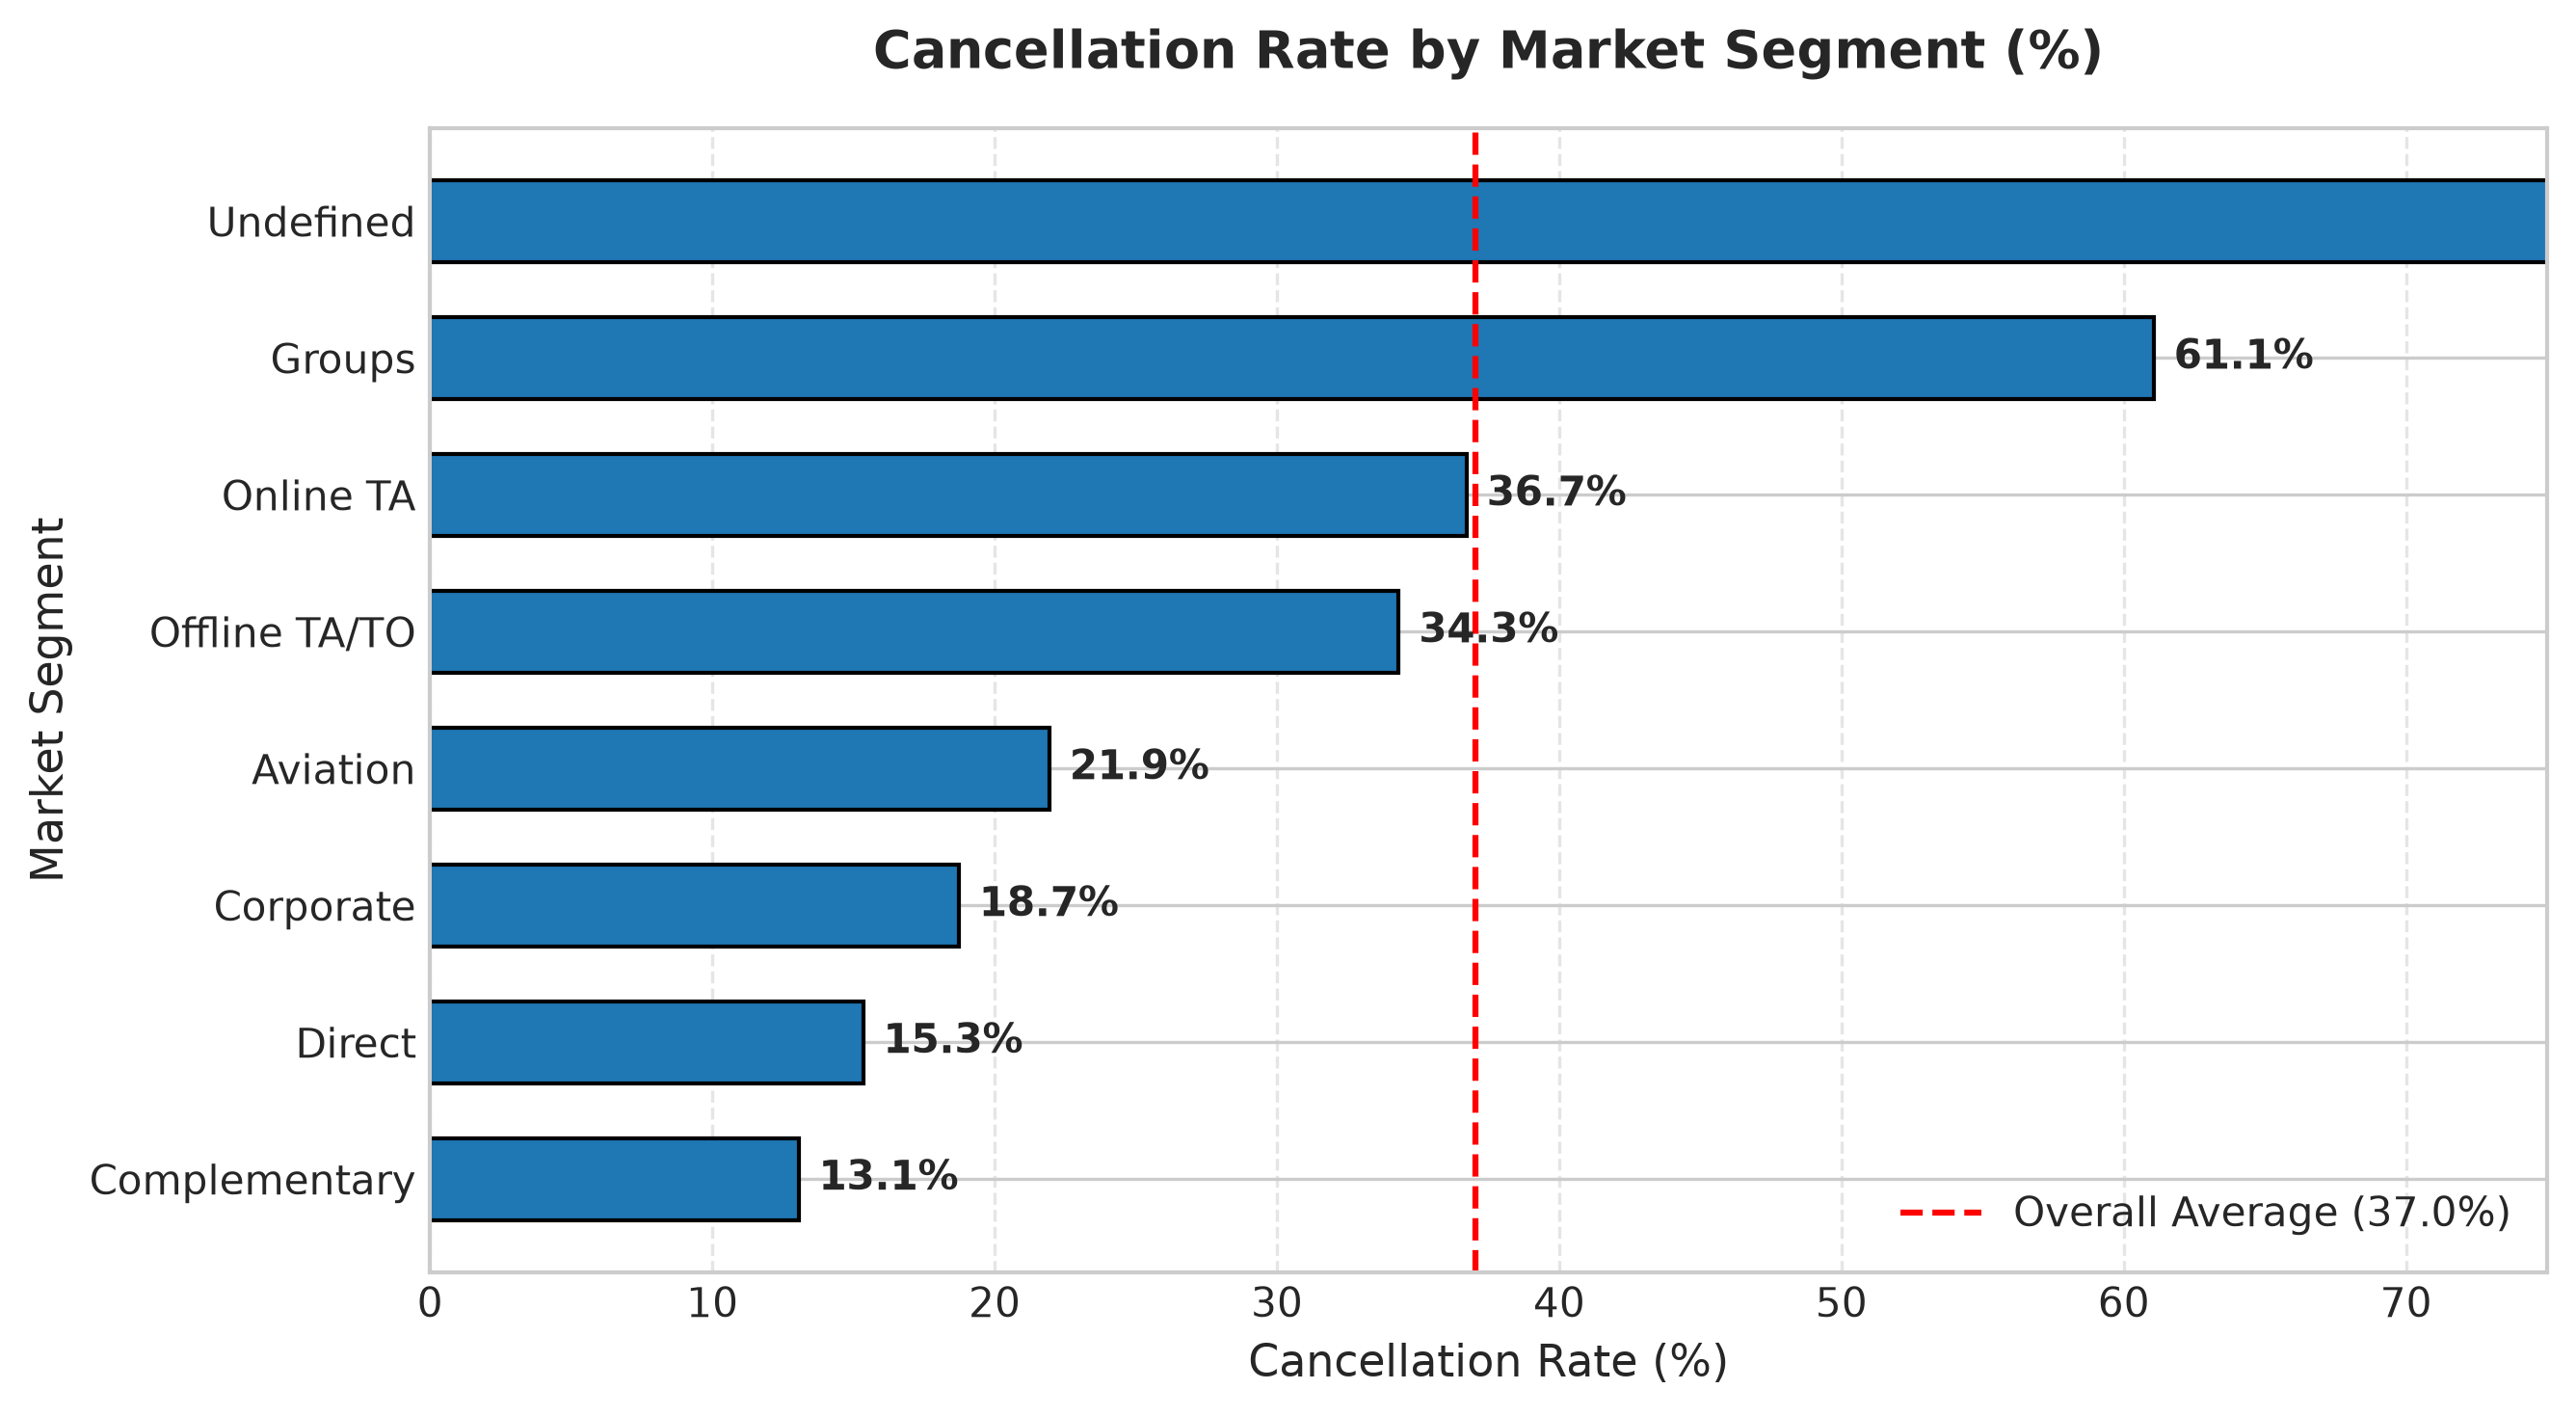 Cancellation Rate by Market Segment (%)
Undefined
Groups
61.1%
Online TA
36.7%
Offline TA/TO
34.3%
Aviation
21.9%
Corporate
18.7%
Direct
15.3%
Complementary
13.1%
Market Segment
Overall Average (37.0%)
0 10 20 30 40 50 60 70
Cancellation Rate (%)